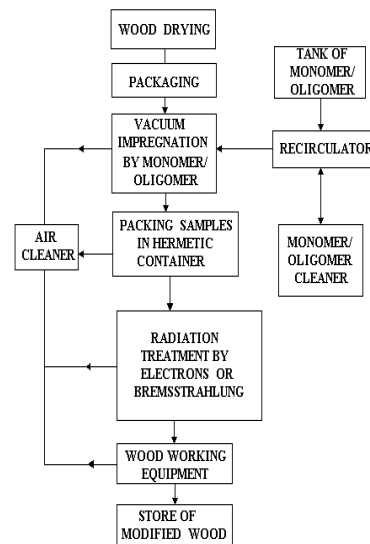 WOOD DRYING
PACKAGING
TANK OF
MONOMER/
OLIGOMER
VACUUM
IMPREGNATION
BY MONOMER/
OLIGOMER
RECIRCULATOR
PACKING SAMPLES
IN HERMETIC
CONTAINER
AIR
CLEANER
MONOMER/
OLIGOMER
CLEANER
RADIATION
TREATMENT BY
ELECTRONS OR
BREMSSTRAHLUNG
WOOD WORKING
EQUIPMENT
STORE OF
MODIFIED WOOD